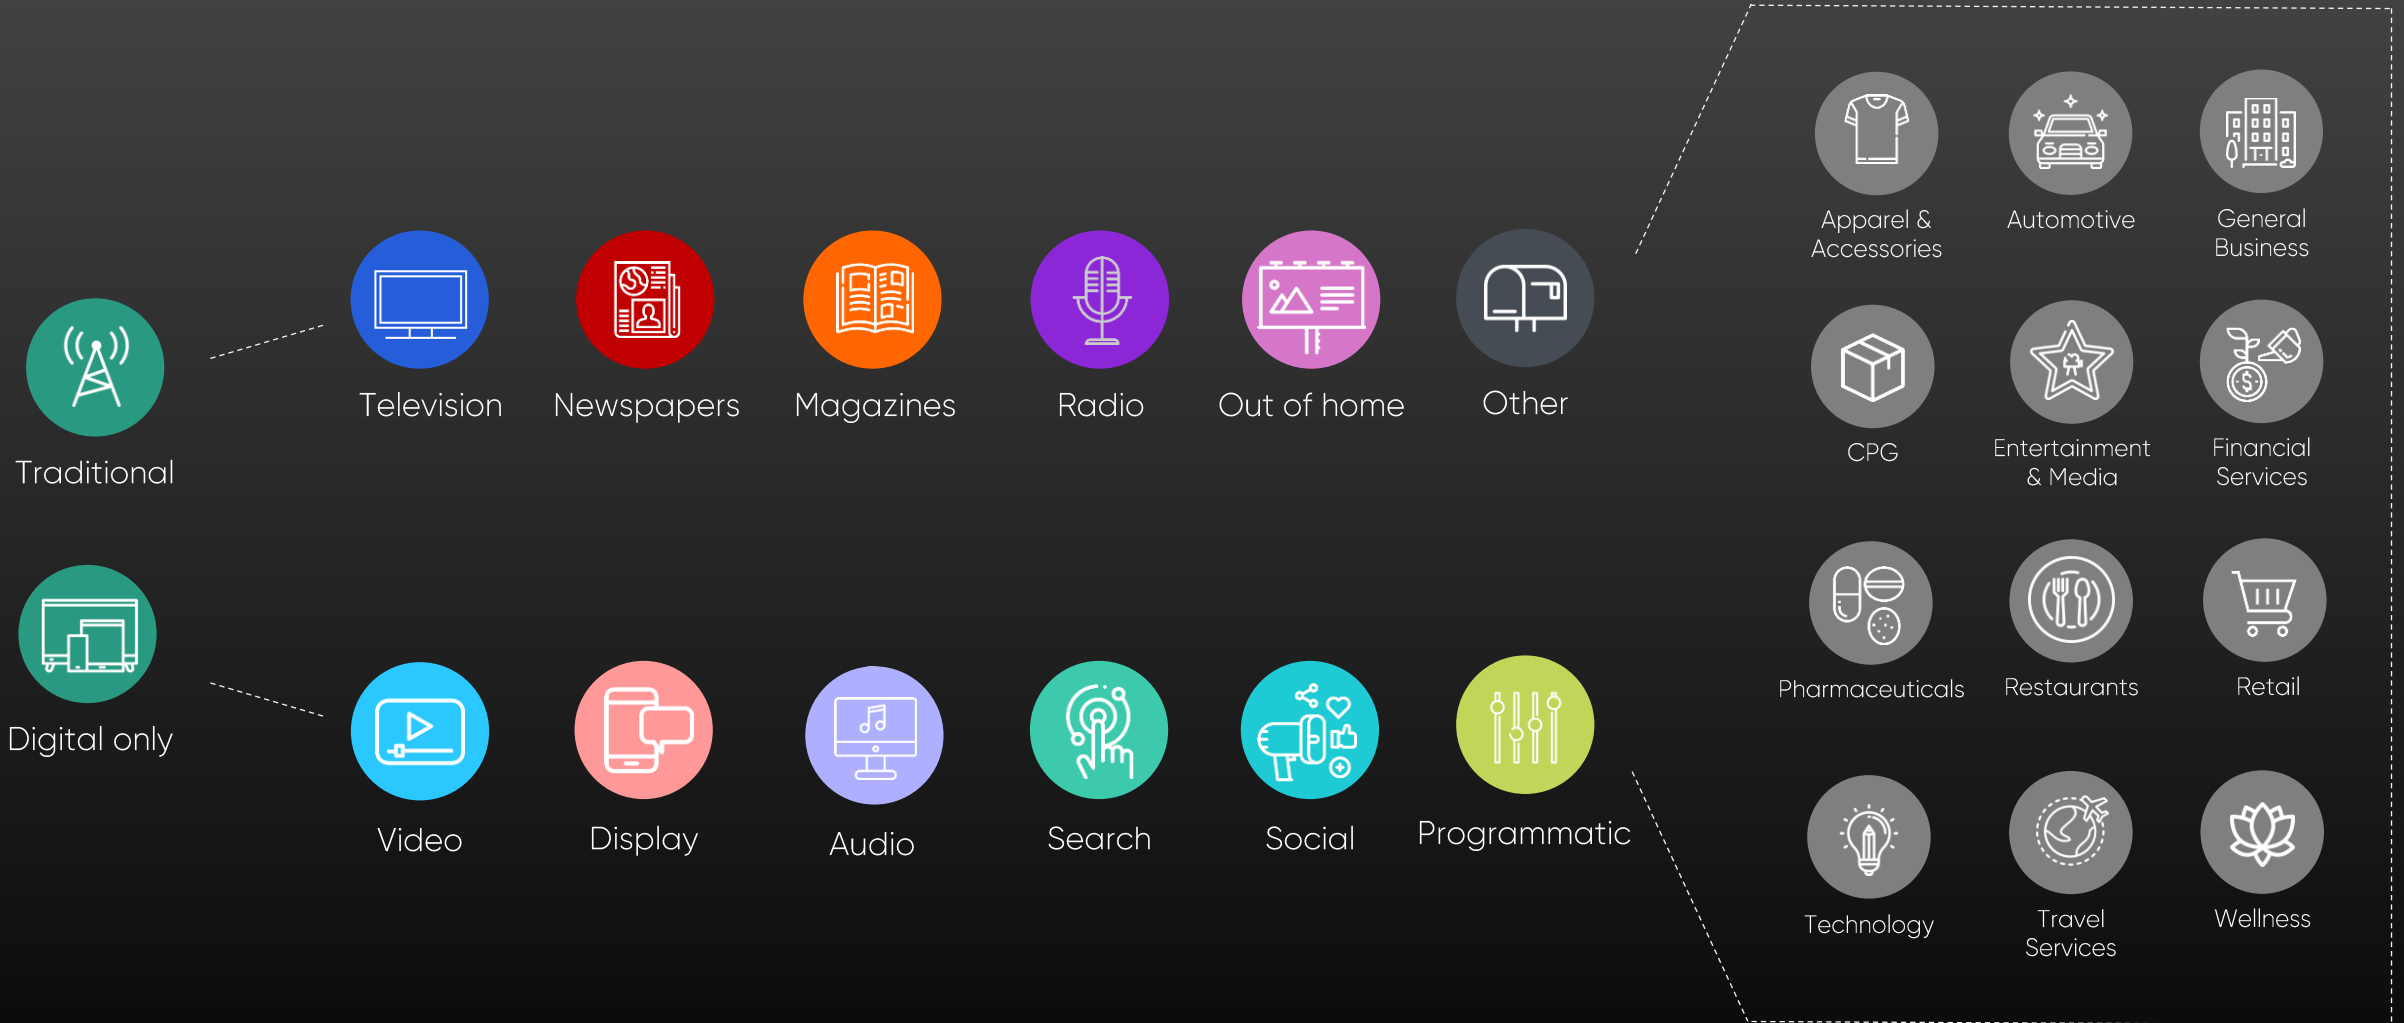 Traditional
Television
Newspapers
Magazines
Radio
Out of home
Other
Digital only
Video
Display
Audio
Search
Social
Programmatic
Apparel &
Accessories
Automotive
General
Business
CPG
Entertainment
& Media
Financial
Services
Pharmaceuticals
Restaurants
Retail
Technology
Travel
Services
Wellness